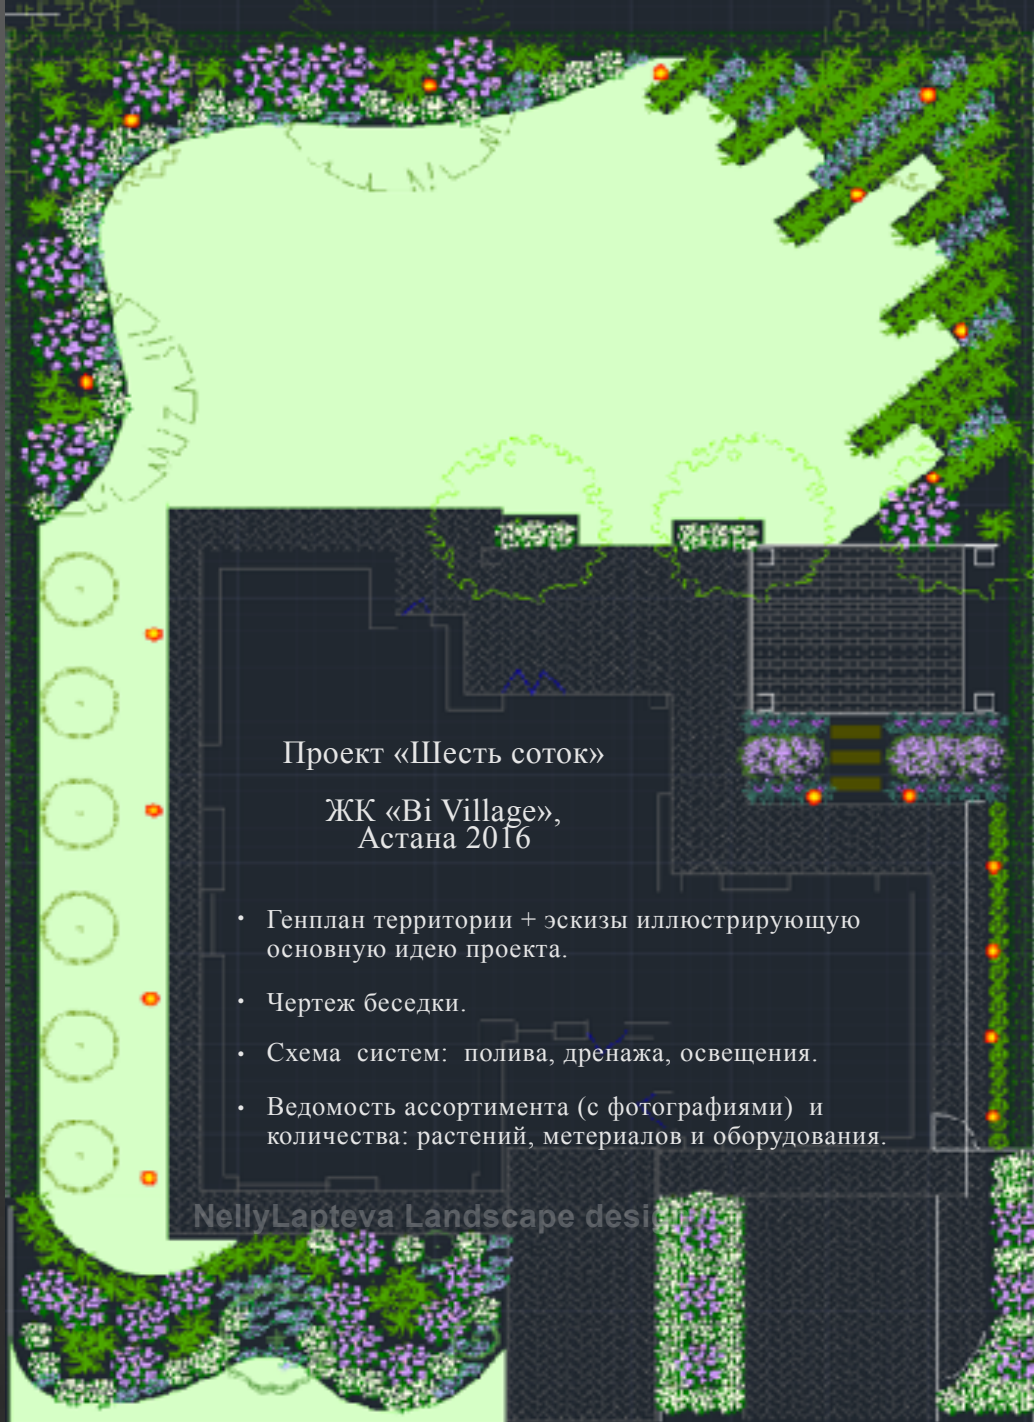 Проект «Шесть соток»
ЖК «Bi Village»,
Астана 2016
• Генплан территории + эскизы иллюстрирующую
основную идею проекта.
• Чертеж беседки.
• Схема систем: полива, дренажа, освещения.
• Ведомость ассортимента (с фотографиями) и
количества: растений, метериалов и оборудования.
NellyLapteva Landscape desig